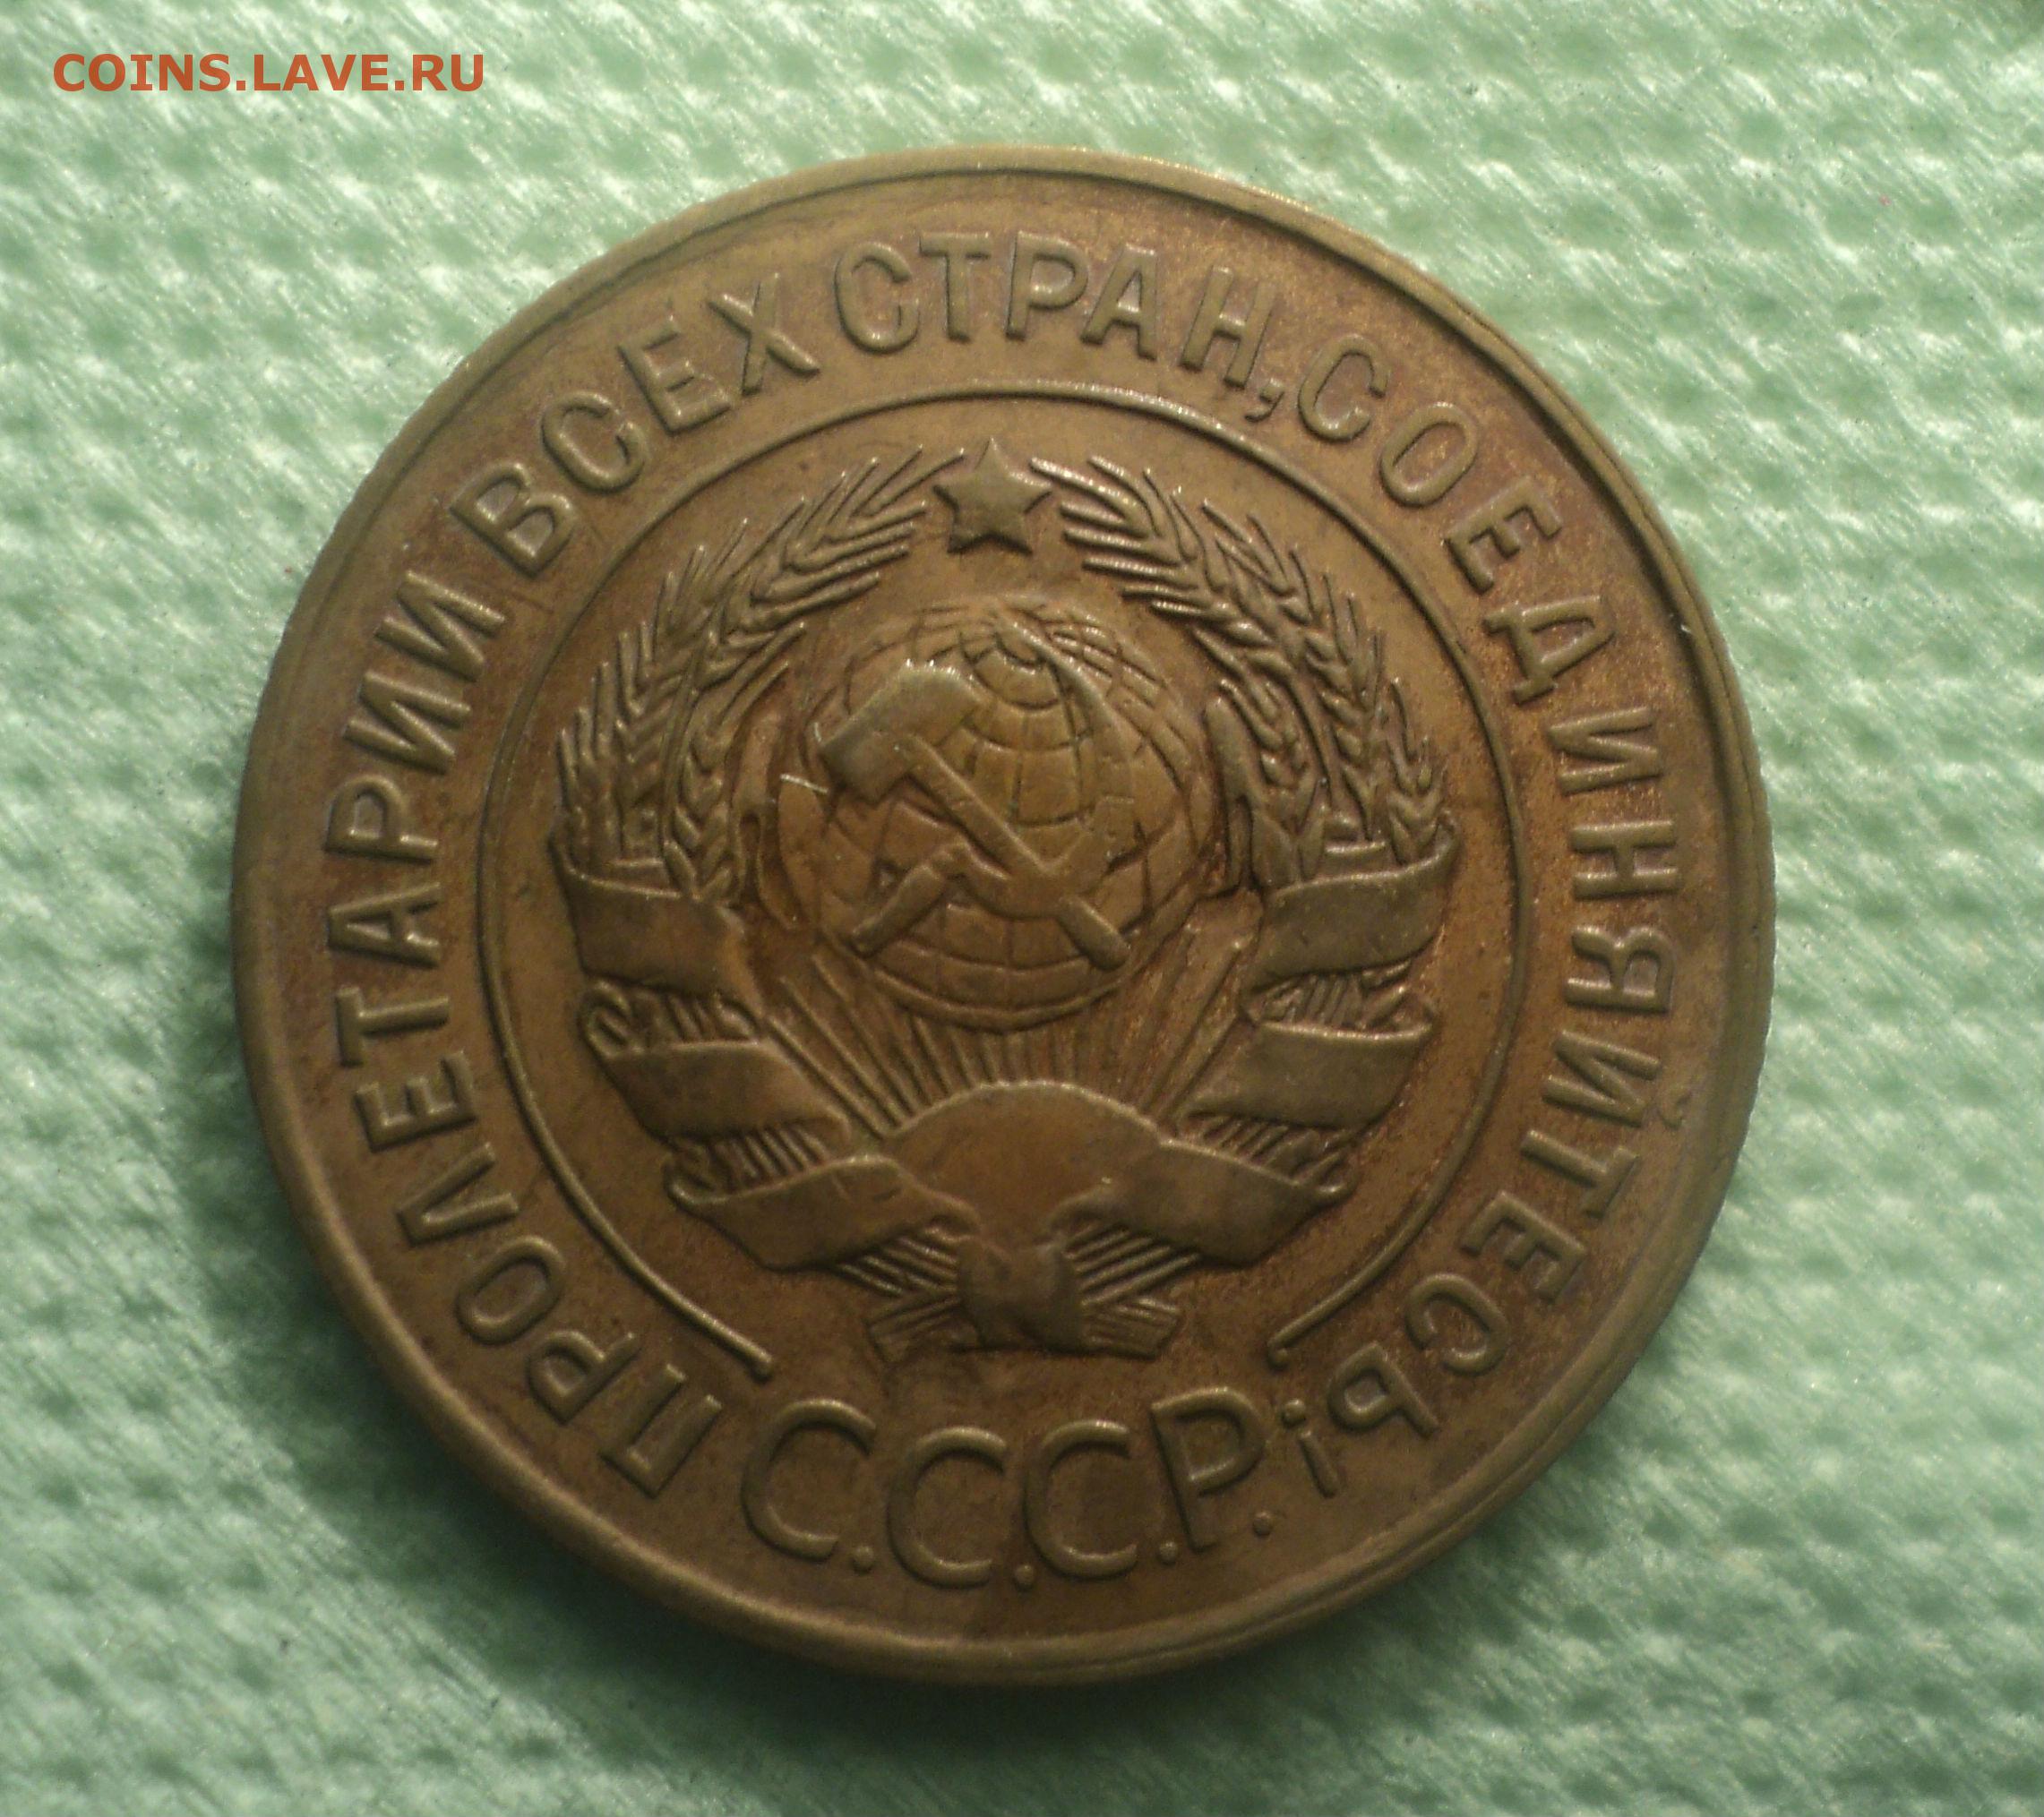 COINS.LAVE.RU
ПРОЛЕТАРИИ ВСЕХ СТРАН, СОЕДИНЯЙТЕСЬ!
С.С.С.Р.